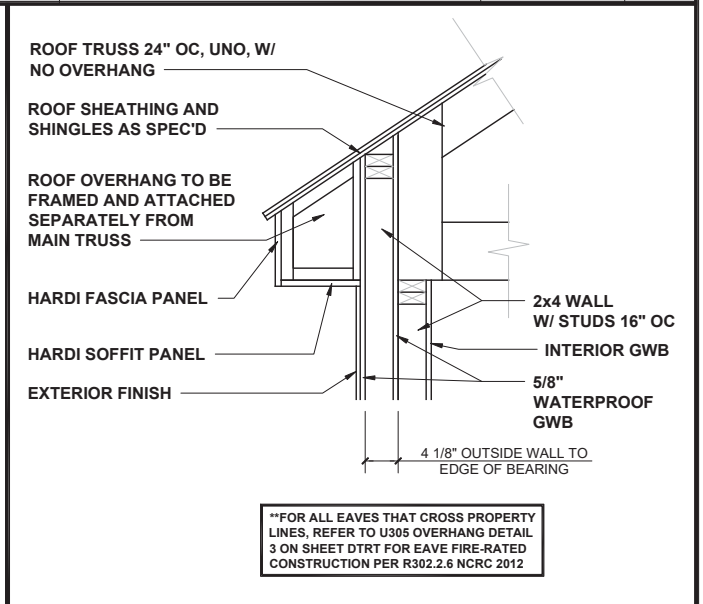 ROOF TRUSS 24" OC, UNO, W/
NO OVERHANG
ROOF SHEATHING AND
SHINGLES AS SPEC'D
ROOF OVERHANG TO BE
FRAMED AND ATTACHED
SEPARATELY FROM
MAIN TRUSS
HARDI FASCIA PANEL
HARDI SOFFIT PANEL
EXTERIOR FINISH
2x4 WALL
W/ STUDS 16" OC
INTERIOR GWB
5/8"
WATERPROOF
GWB
4 1/8" OUTSIDE WALL TO
EDGE OF BEARING
**FOR ALL EAVES THAT CROSS PROPERTY
LINES, REFER TO U305 OVERHANG DETAIL
3 ON SHEET DTRT FOR EAVE FIRE-RATED
CONSTRUCTION PER R302.2.6 NCRC 2012